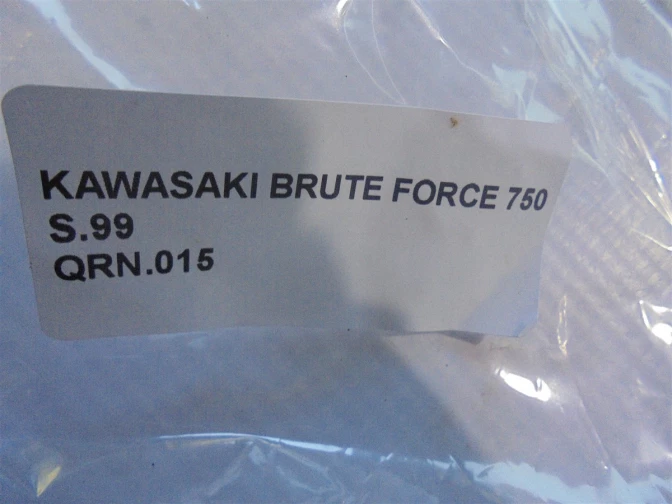 KAWASAKI BRUTE FORCE 750
S.99
QRN.015